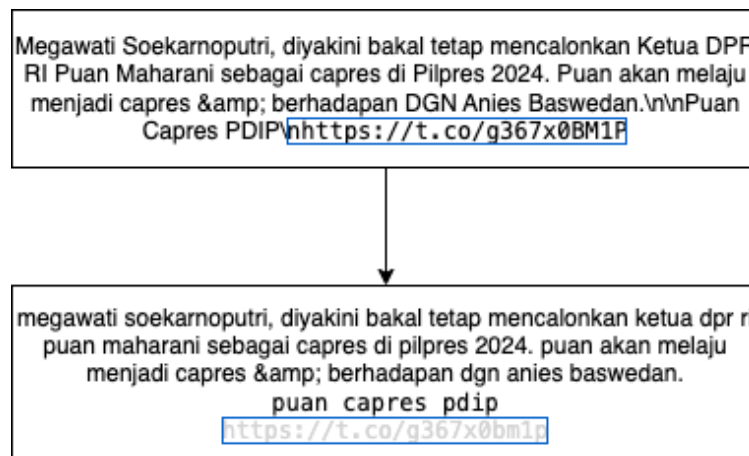 Megawati Soekarnoputri, diyakini bakal tetap mencalonkan Ketua DPR
RI Puan Maharani sebagai capres di Pilpres 2024. Puan akan melaju
menjadi capres &amp; berhadapan DGN Anies Baswedan.\n\nPuan
Capres PDIP\nhttps://t.co/g367x0BM1P
megawati soekarnoputri, diyakini bakal tetap mencalonkan ketua dpr ri
puan maharani sebagai capres di pilpres 2024. puan akan melaju
menjadi capres &amp; berhadapan dgn anies baswedan.
puan capres pdip
https://t.co/g367x0bm1p